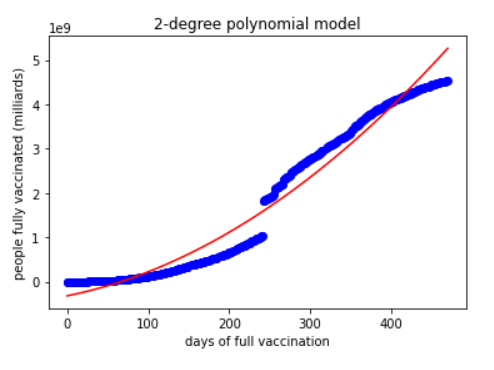 2-degree polynomial model
1e9
people fully vaccinated (milliards)
5
4
3
2
1
0
0 100 200 300 400
days of full vaccination